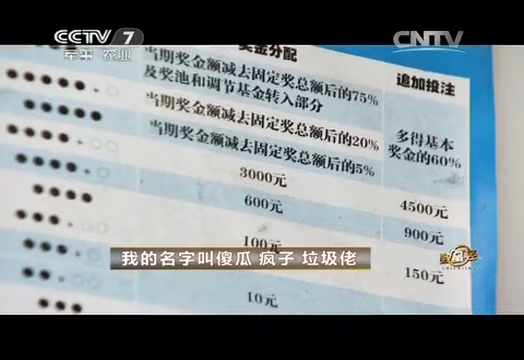 CCTV 7
军事 农业
CNTV
奖金分配
追加投注
当期奖金额减去固定奖总额后的75%
及奖池和调节基金转入部分
当期奖金额减去固定奖总额后的20%
多得基本
奖金的60%
当期奖金额减去固定奖总额后的5%
3000元
4500元
600元
900元
100元
150元
10元
我的名字叫傻瓜 疯子 垃圾佬